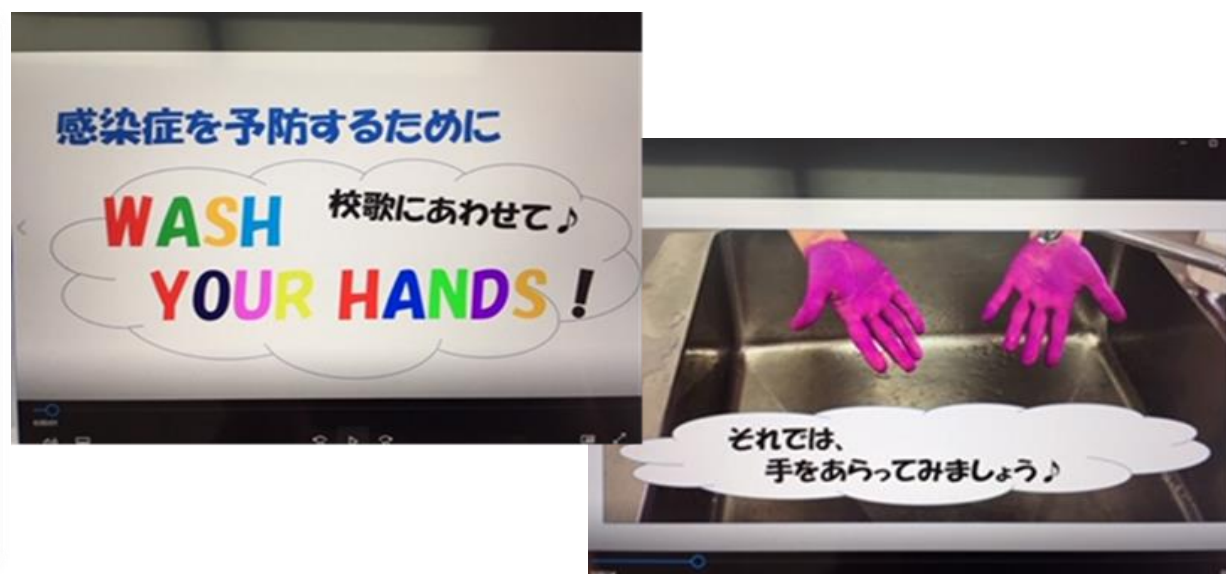 感染症を予防するために
WASH 校歌にあわせて♪
YOUR HANDS!
それでは、
手をあらってみましょう♪